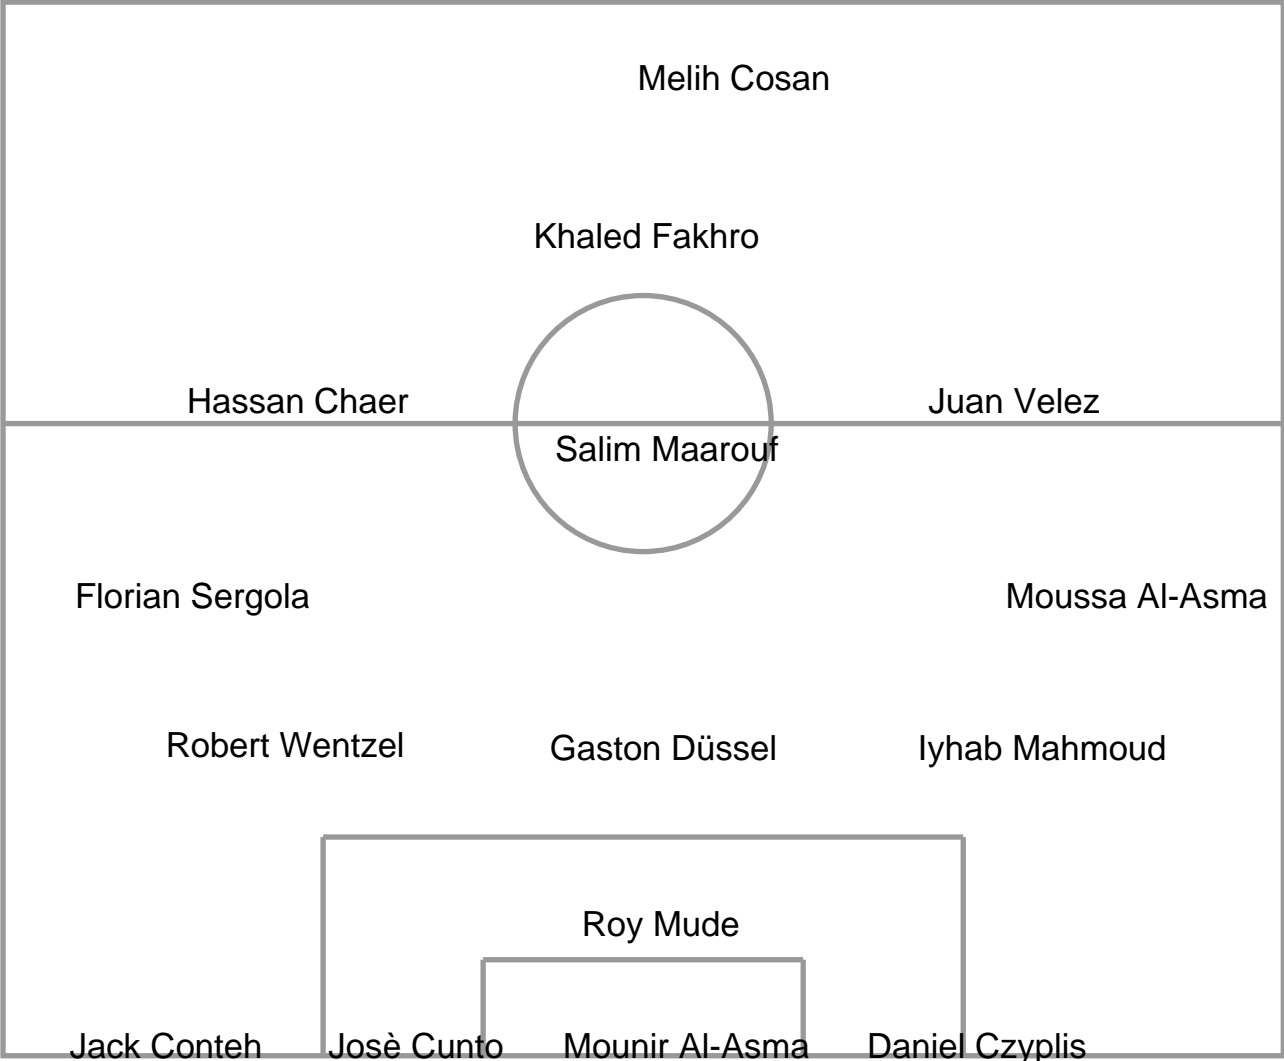 Melih Cosan
Khaled Fakhro
Hassan Chaer
Juan Velez
Salim Maarouf
Florian Sergola
Moussa Al-Asma
Robert Wentzel
Gaston Düssel
Iyhab Mahmoud
Roy Mude
Jack Conteh
Josè Cunto
Mounir Al-Asma
Daniel Czyplis